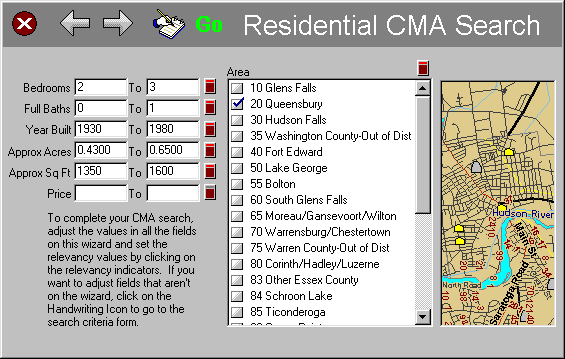 Go
Residential CMA Search
Area
Bedrooms 2 To 3
Full Baths 0 To 1
Year Built 1930 To 1980
Approx Acres 0.4300 To 0.6500
Approx Sq Ft 1350 To 1600
Price To
To complete your CMA search,
adjust the values in all the fields
on this wizard and set the
relevancy values by clicking on
the relevancy indicators. If you
want to adjust fields that aren't
on the wizard, click on the
Handwriting Icon to go to the
search criteria form.
10 Glens Falls
20 Queensbury
30 Hudson Falls
35 Washington County-Out of Dist
40 Fort Edward
50 Lake George
55 Bolton
60 South Glens Falls
65 Moreau/Gansevoort/Wilton
70 Warrensburg/Chestertown
75 Warren County-Out of Dist
80 Corinth/Hadley/Luzerne
83 Other Essex County
84 Schroon Lake
85 Ticonderoga
Hudson River
Main St
North Road
Saratoga Road